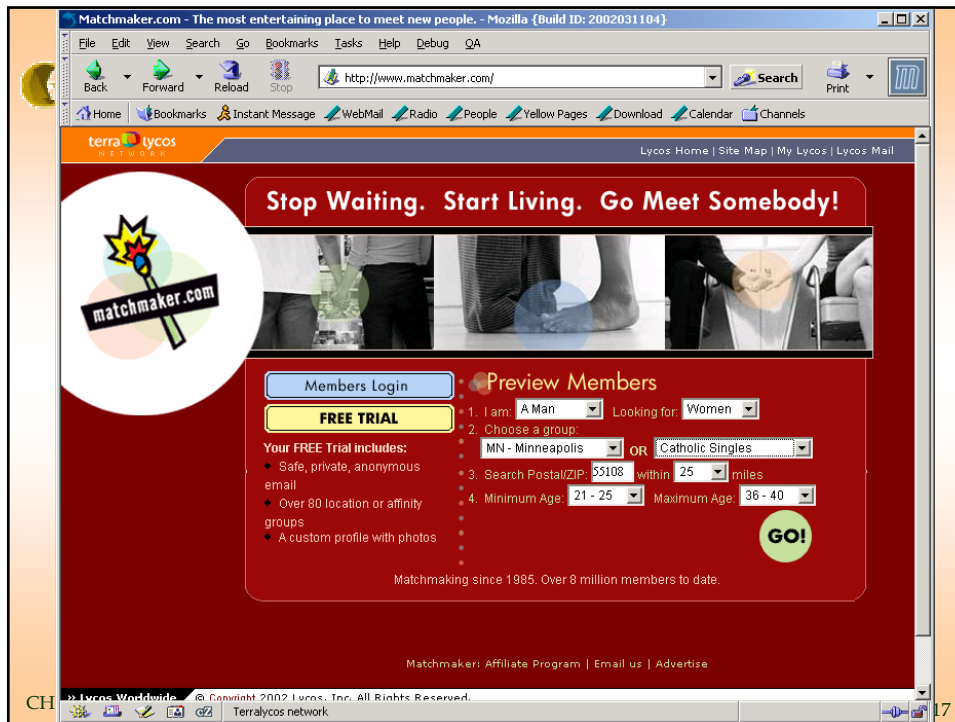 Matchmaker.com - The most entertaining place to meet new people. - Mozilla {Build ID: 2002031104}
File Edit View Search Go Bookmarks Tasks Help Debug QA
Back Forward Reload Stop http://www.matchmaker.com/ Search Print
Home Bookmarks Instant Message WebMail Radio People Yellow Pages Download Calendar Channels
terra lycos
NETWORK
Lycos Home | Site Map | My Lycos | Lycos Mail
Stop Waiting. Start Living. Go Meet Somebody!
matchmaker.com
Members Login
FREE TRIAL
Your FREE Trial includes:
Safe, private, anonymous
email
Over 80 location or affinity
groups
A custom profile with photos
Preview Members
1. I am: A Man Looking for: Women
2. Choose a group:
MN - Minneapolis OR Catholic Singles
3. Search Postal/ZIP: 55108 within 25 miles
4. Minimum Age: 21 - 25 Maximum Age: 36 - 40
GO!
Matchmaking since 1985. Over 8 million members to date.
Matchmaker: Affiliate Program | Email us | Advertise
» Lycos Worldwide © Copyright 2002 Lycos, Inc. All Rights Reserved.
Terralycos network
CH
17